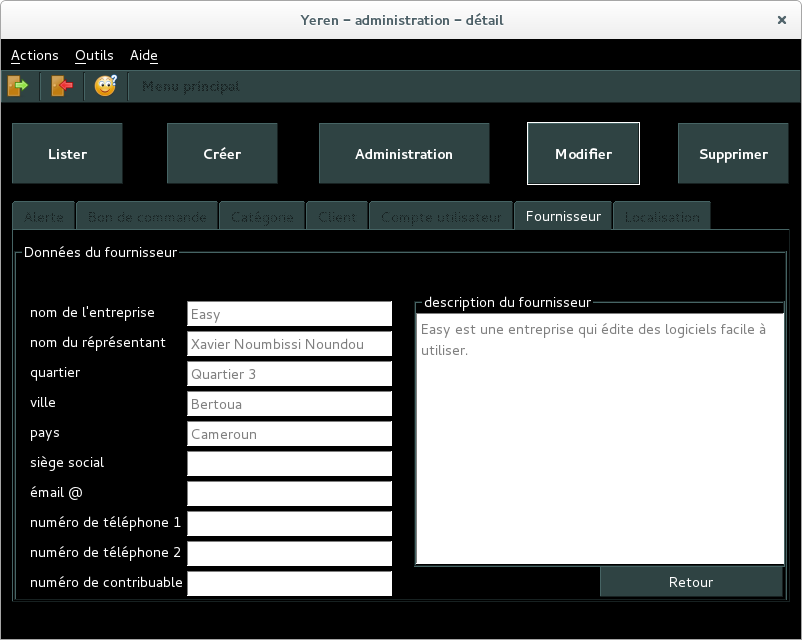 Yeren – administration – détail
Actions Outils Aide
Menu principal
Lister Créer Administration Modifier Supprimer
Alerte Bon de commande Catégorie Client Compte utilisateur Fournisseur Localisation
Données du fournisseur
nom de l'entreprise Easy
nom du réprésentant Xavier Noumbissi Noundou
quartier Quartier 3
ville Bertoua
pays Cameroun
siège social
émail @
numéro de téléphone 1
numéro de téléphone 2
numéro de contribuable
description du fournisseur
Easy est une entreprise qui édite des logiciels facile à
utiliser.
Retour